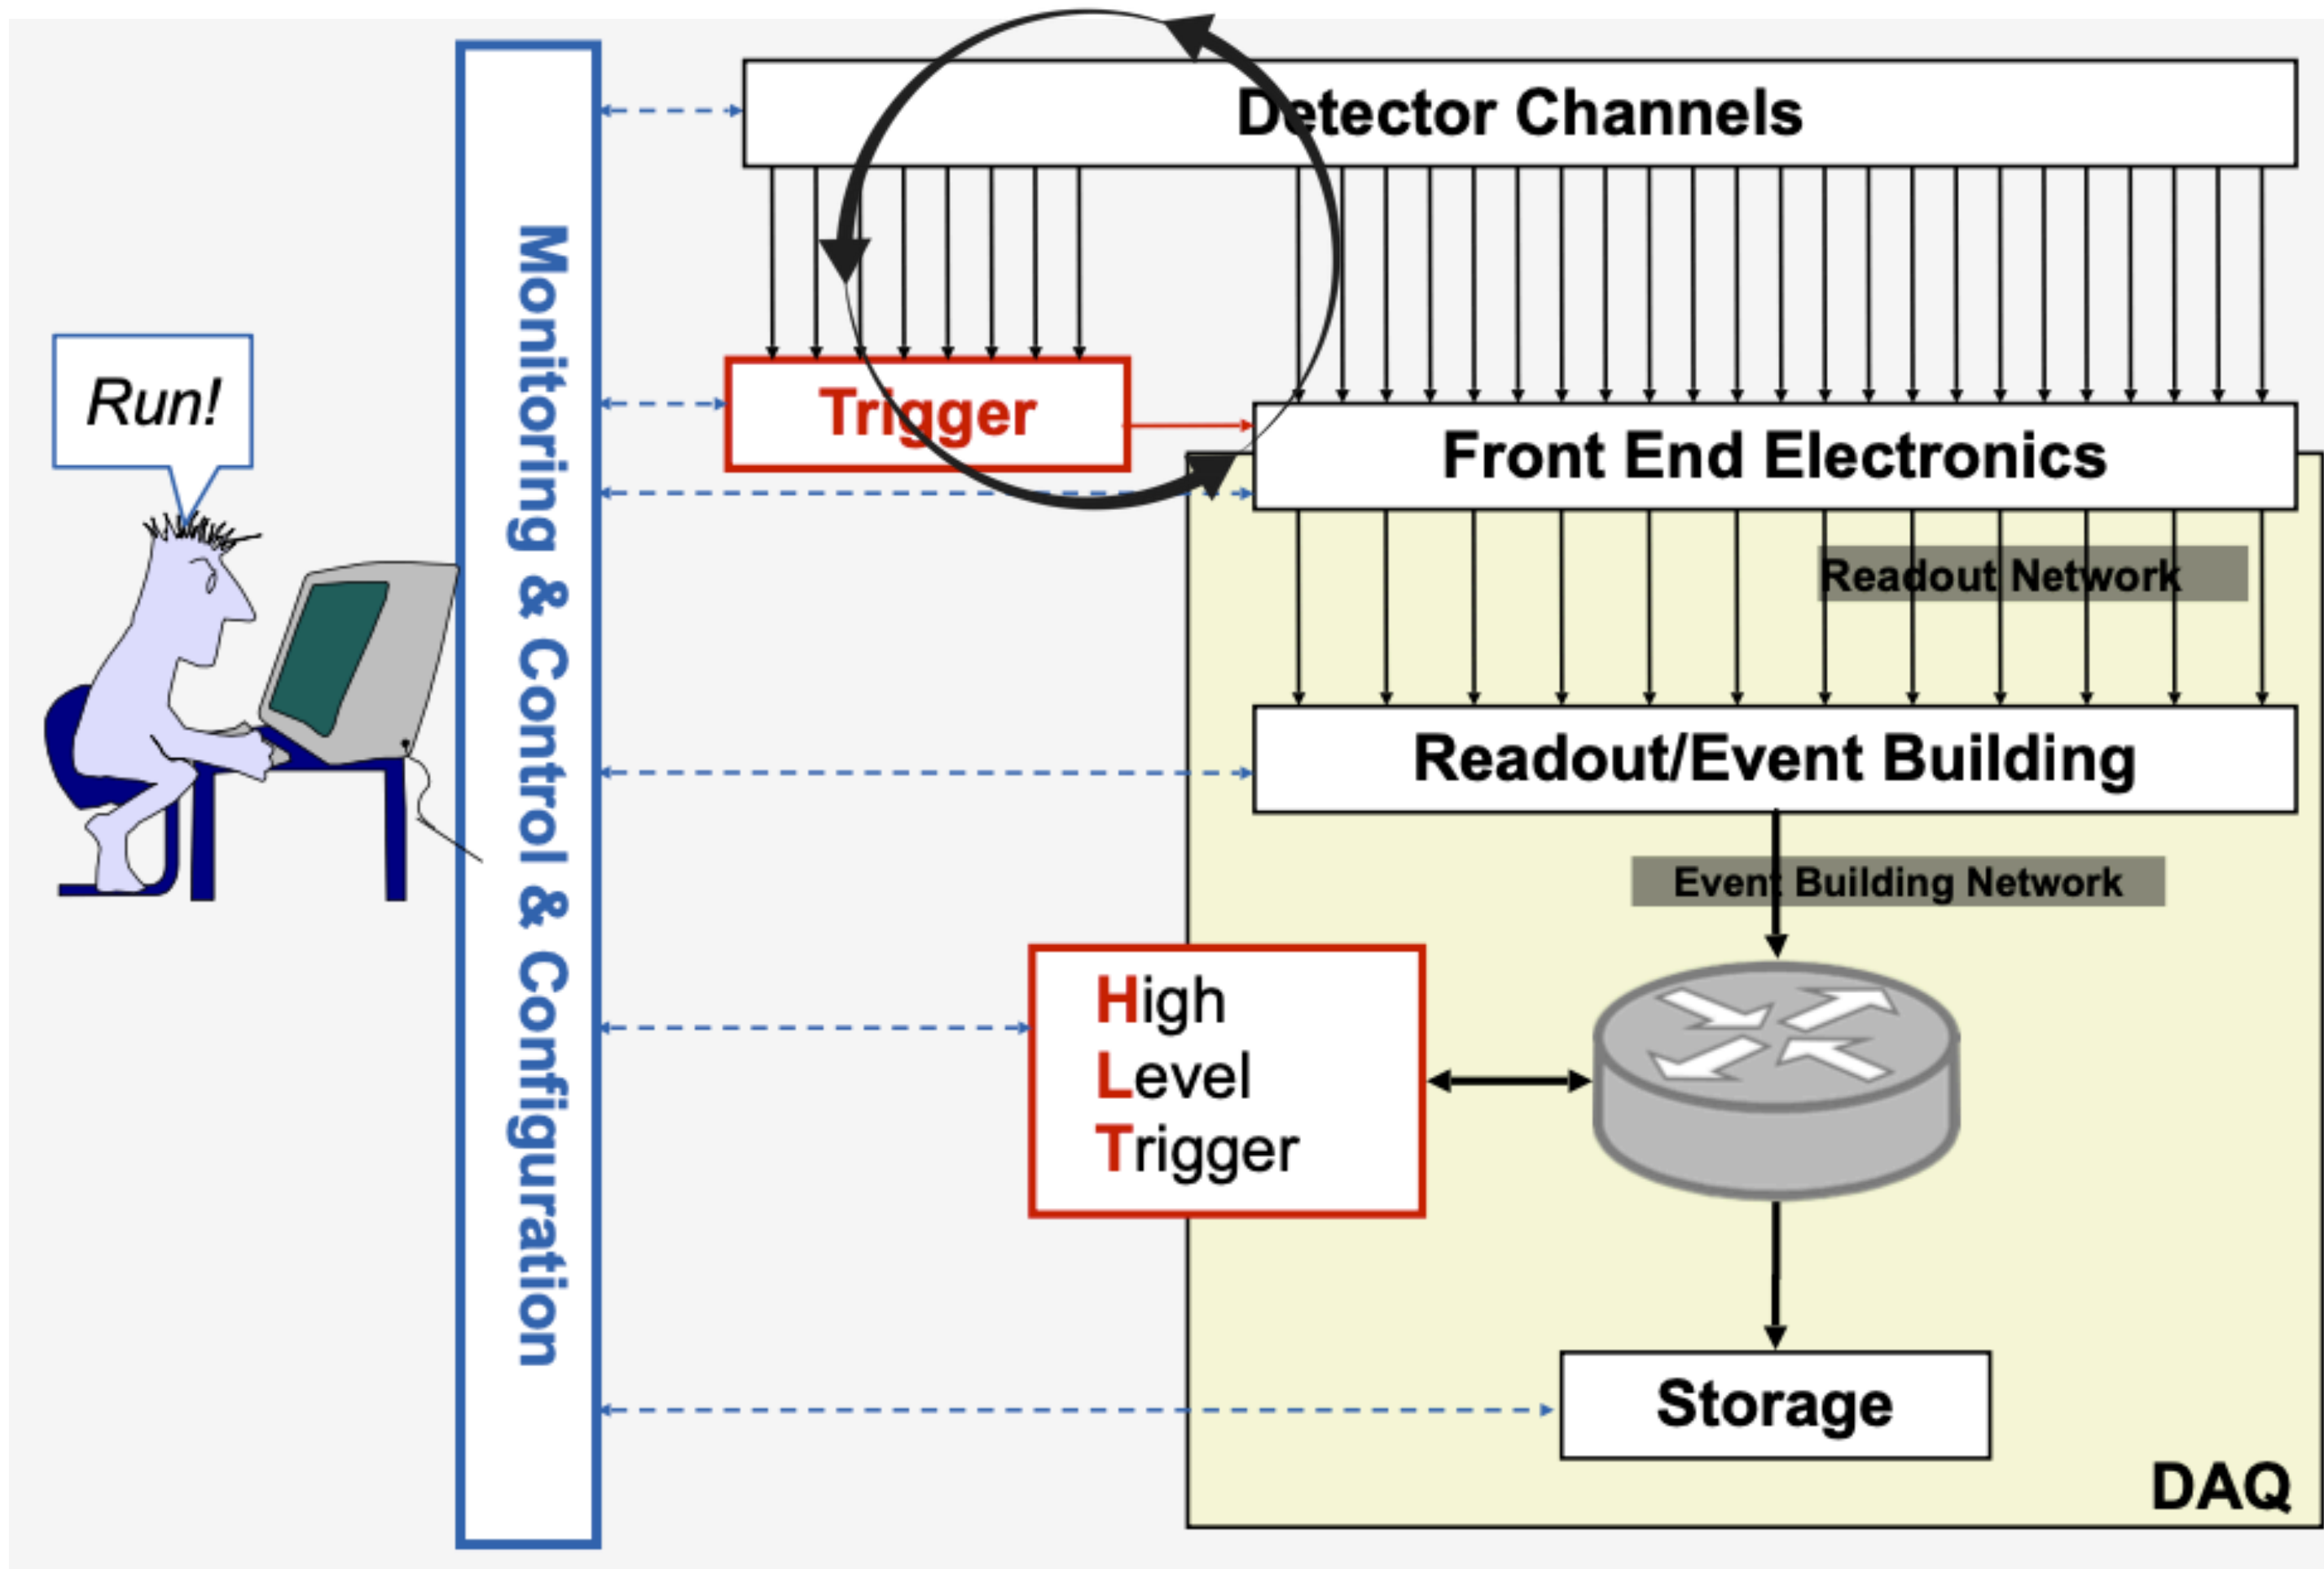 Detector Channels
Monitoring & Control & Configuration
Run!
Trigger
Front End Electronics
Readout Network
Readout/Event Building
Event Building Network
High
Level
Trigger
Storage
DAQ